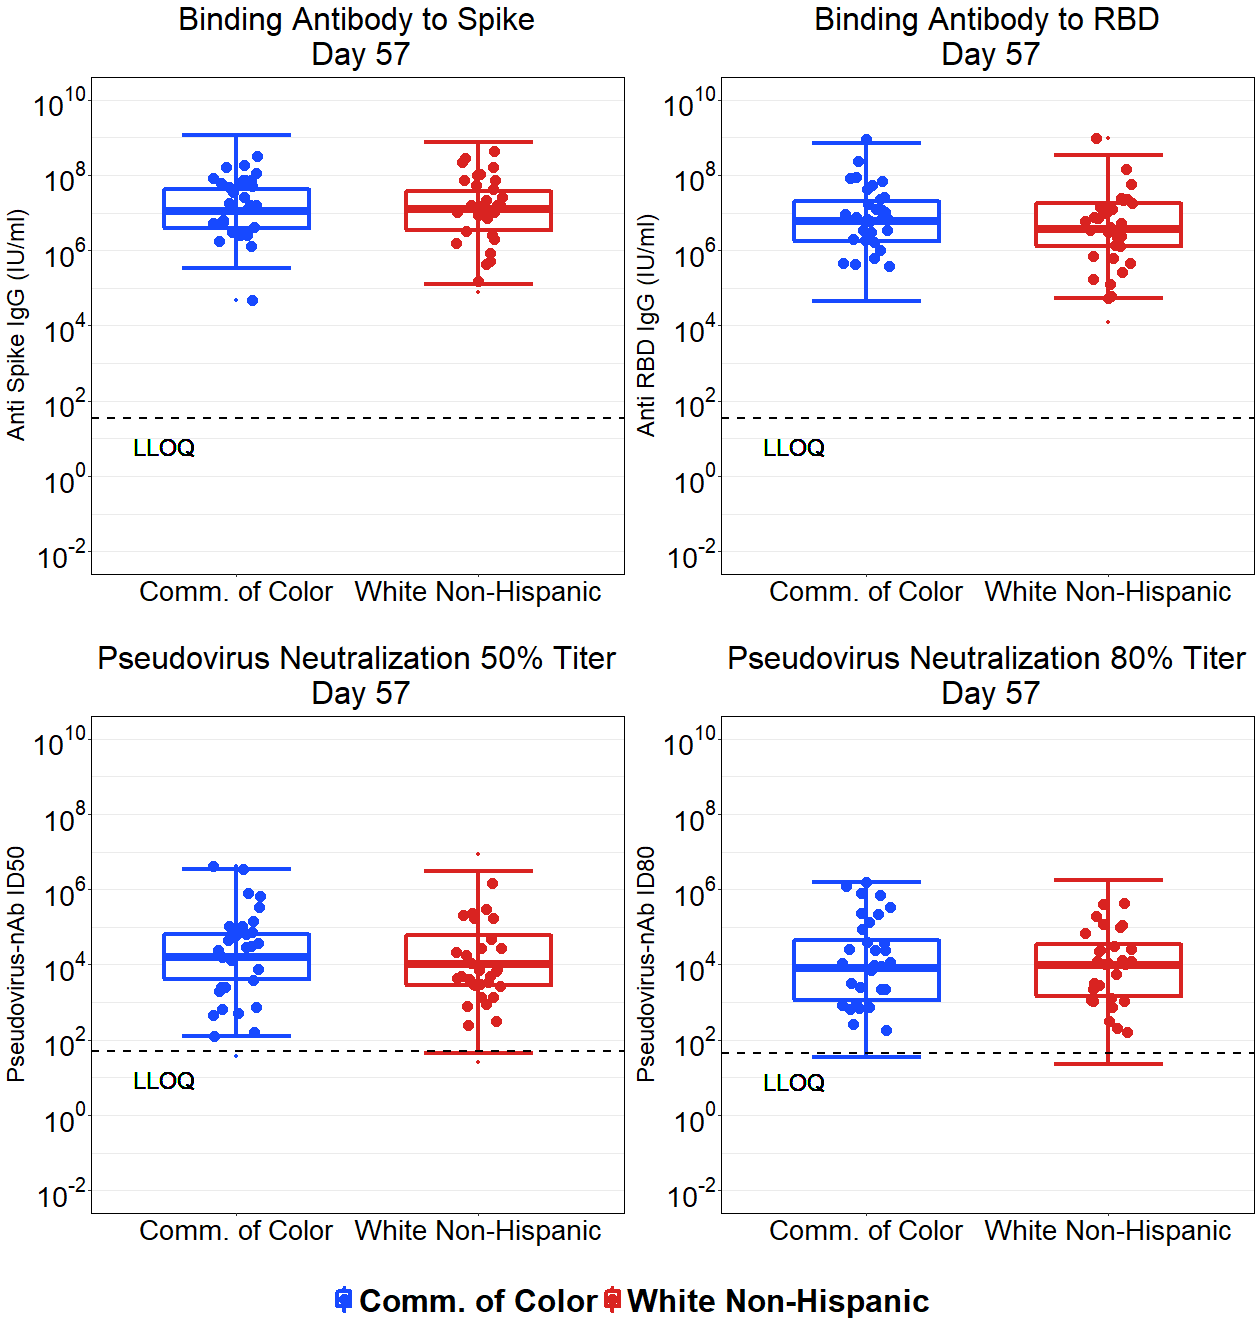 Binding Antibody to Spike
Day 57
Anti Spike IgG (IU/ml)
10^10
10^8
10^6
10^4
10^2
10^0
10^-2
LLOQ
Comm. of Color White Non-Hispanic
Binding Antibody to RBD
Day 57
Anti RBD IgG (IU/ml)
10^10
10^8
10^6
10^4
10^2
10^0
10^-2
LLOQ
Comm. of Color White Non-Hispanic
Pseudovirus Neutralization 50% Titer
Day 57
Pseudovirus-nAb ID50
10^10
10^8
10^6
10^4
10^2
10^0
10^-2
LLOQ
Comm. of Color White Non-Hispanic
Pseudovirus Neutralization 80% Titer
Day 57
Pseudovirus-nAb ID80
10^10
10^8
10^6
10^4
10^2
10^0
10^-2
LLOQ
Comm. of Color White Non-Hispanic
Comm. of Color White Non-Hispanic